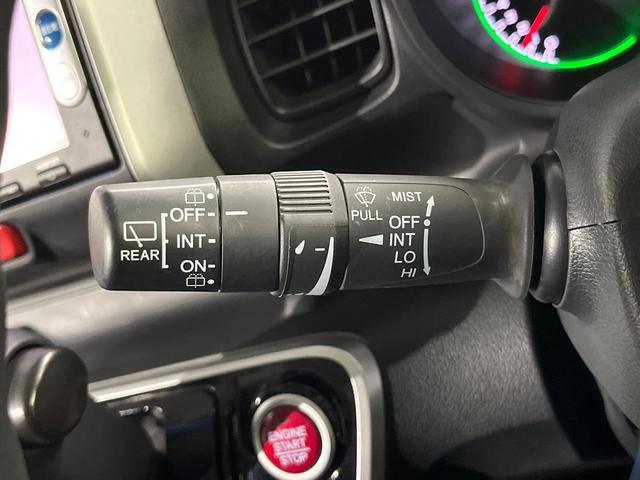 REAR
OFF
INT
ON
PULL
MIST
OFF
INT
LO
HI
ENGINE
START
STOP